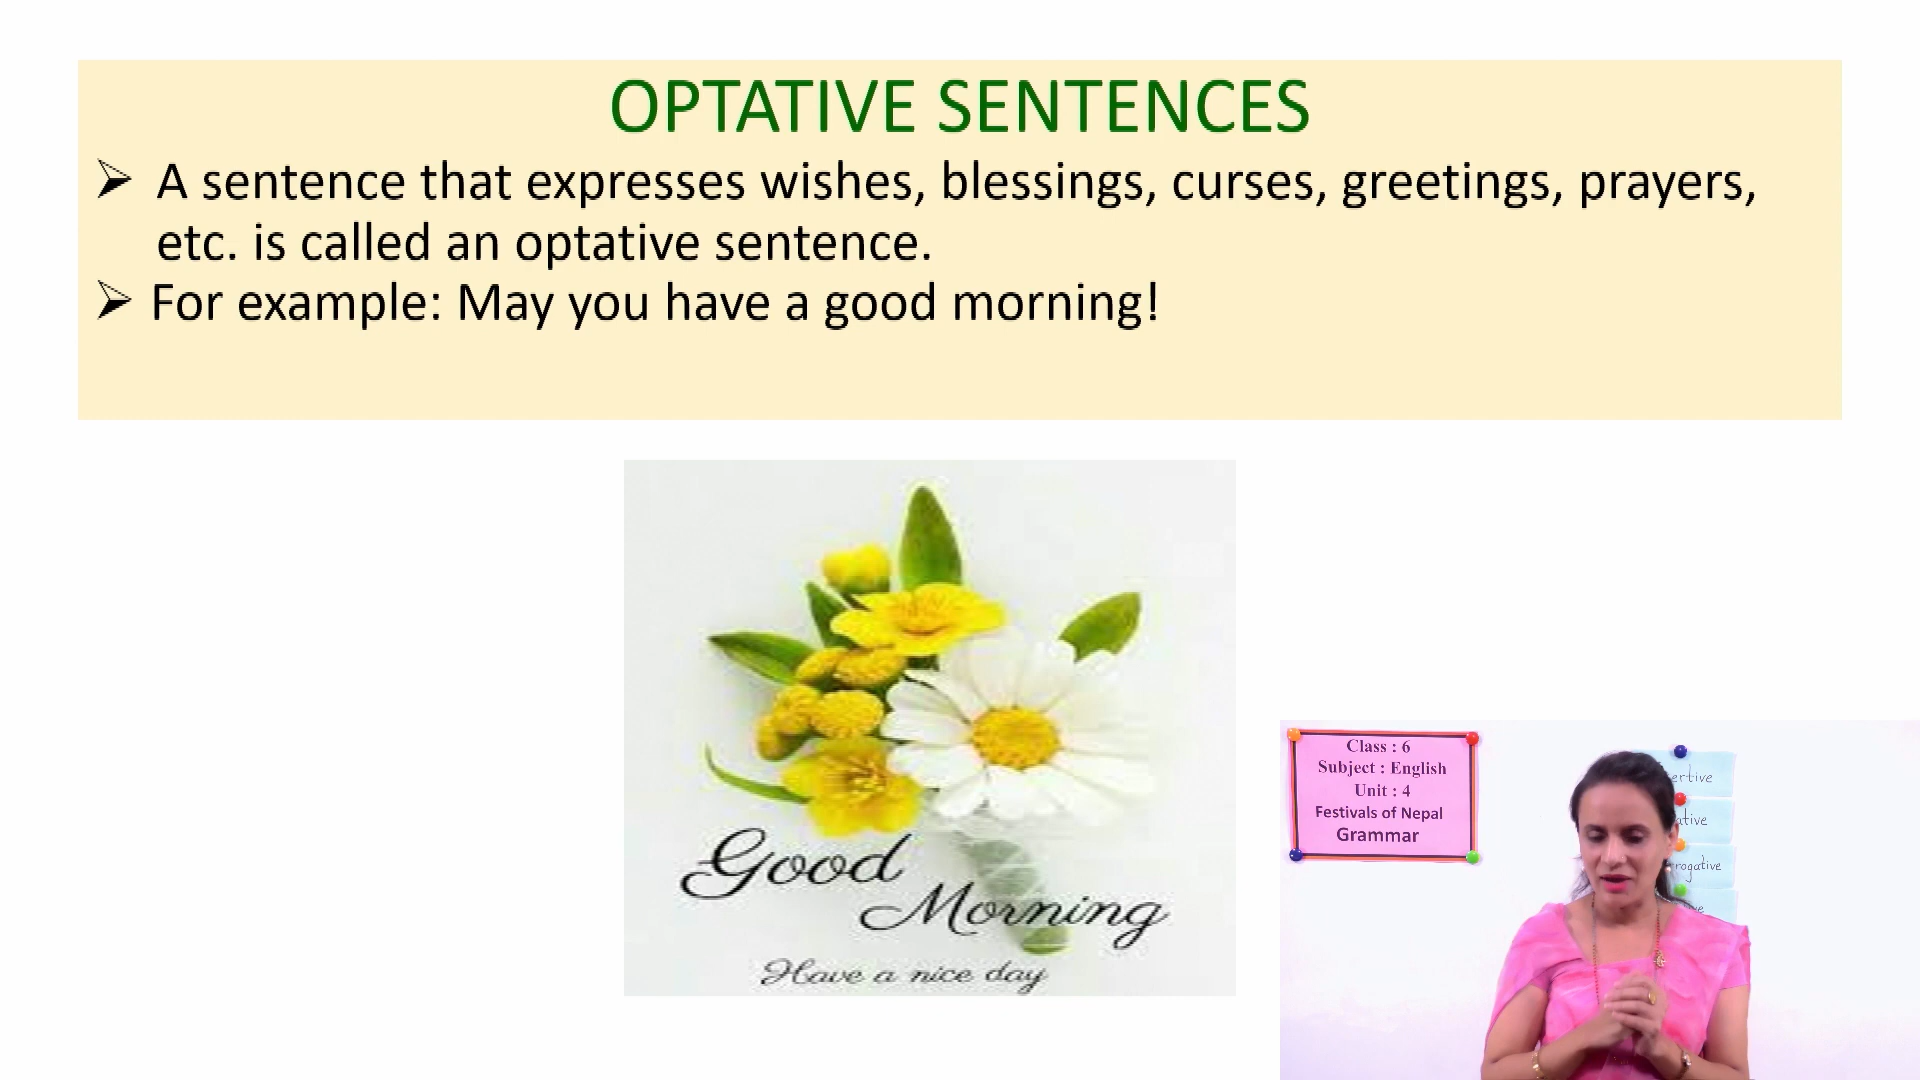 OPTATIVE SENTENCES
➢ A sentence that expresses wishes, blessings, curses, greetings, prayers,
etc. is called an optative sentence.
➢ For example: May you have a good morning!
Good
Morning
Have a nice day
Class : 6
Subject : English
Unit : 4
Festivals of Nepal
Grammar